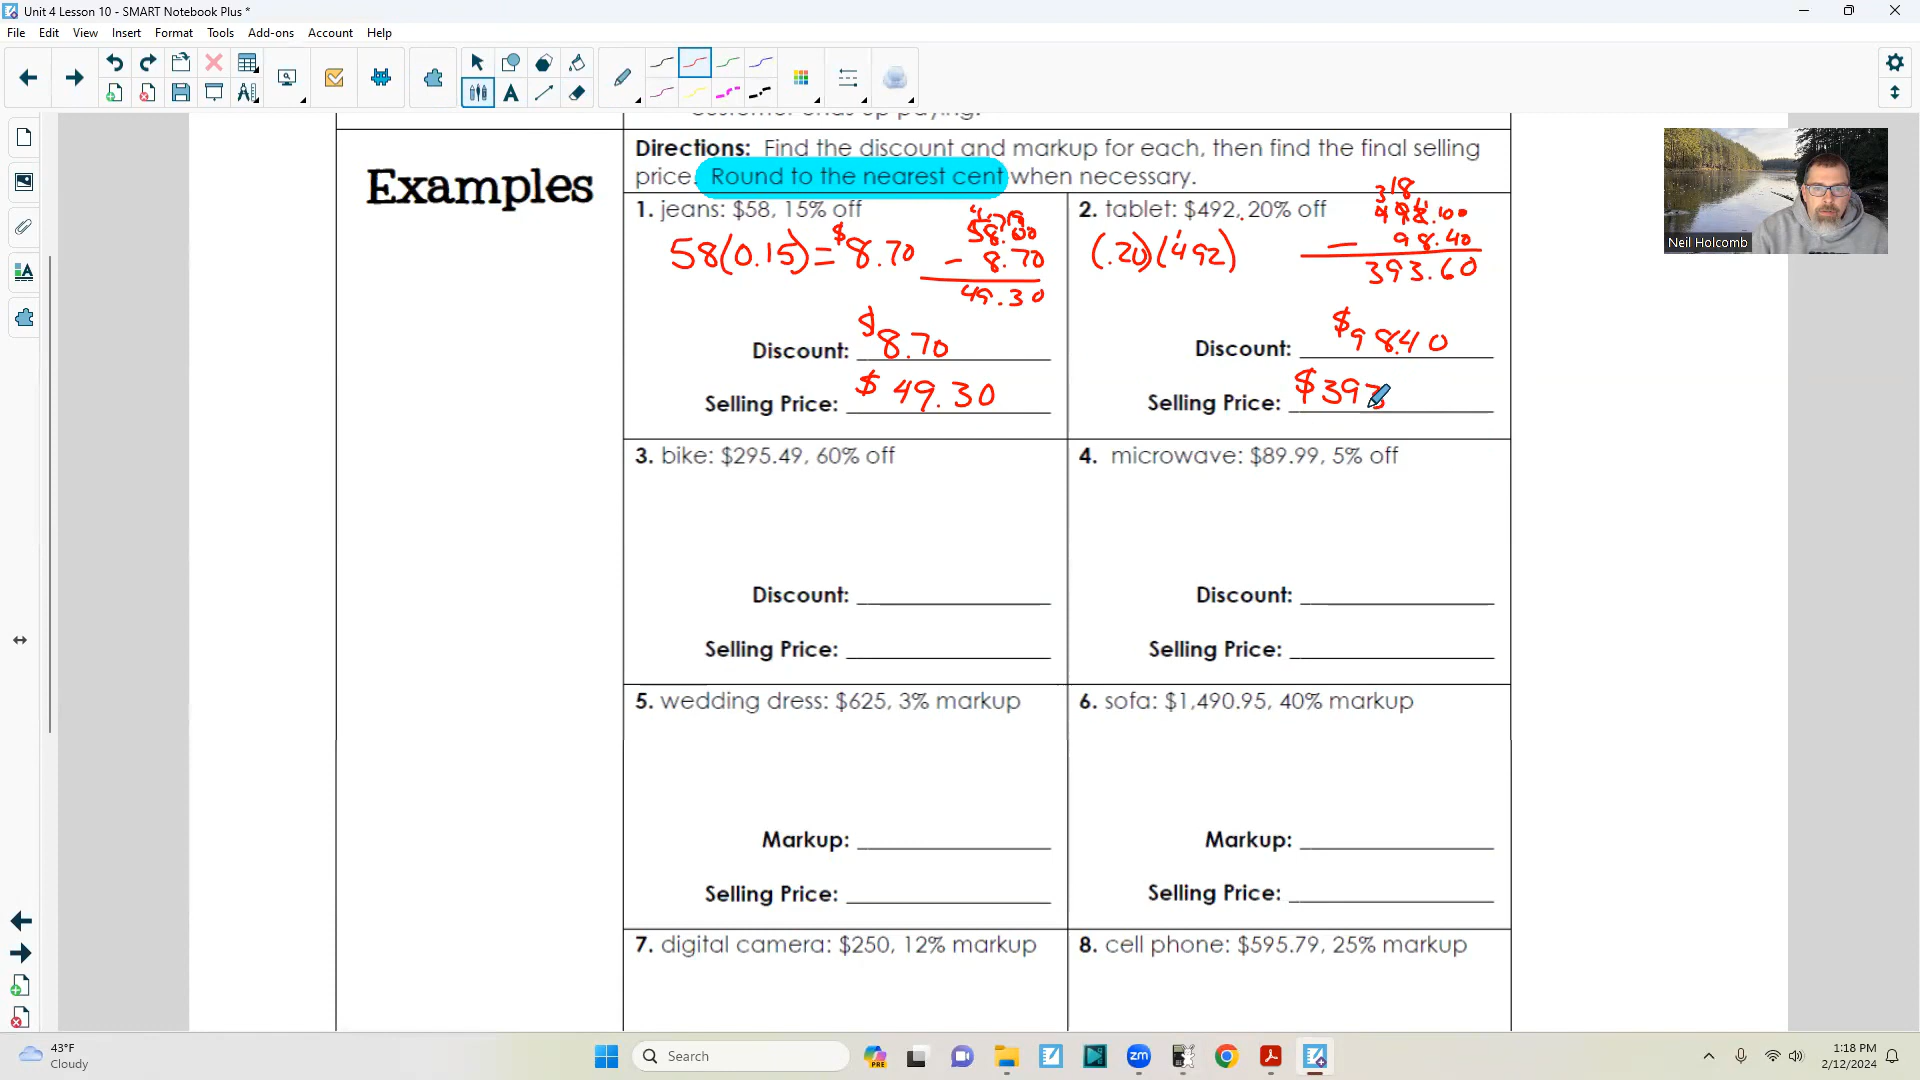 Unit 4 Lesson 10 - SMART Notebook Plus *
File Edit View Insert Format Tools Add-ons Account Help
customer ends up paying.
Examples
Directions: Find the discount and markup for each, then find the final selling
price. Round to the nearest cent when necessary.
1. jeans: $58, 15% off
58(0.15)=$8.70
58.00
- 8.70
49.30
Discount: $8.70
Selling Price: $49.30
2. tablet: $492, 20% off
(.20)(492)
- 98.40
393.60
Discount: $98.40
Selling Price: $393
3. bike: $295.49, 60% off
Discount:
Selling Price:
4. microwave: $89.99, 5% off
Discount:
Selling Price:
5. wedding dress: $625, 3% markup
Markup:
Selling Price:
6. sofa: $1,490.95, 40% markup
Markup:
Selling Price:
7. digital camera: $250, 12% markup
8. cell phone: $595.79, 25% markup
Neil Holcomb
43°F
Cloudy
Search
PRE
zm
1:18 PM
2/12/2024